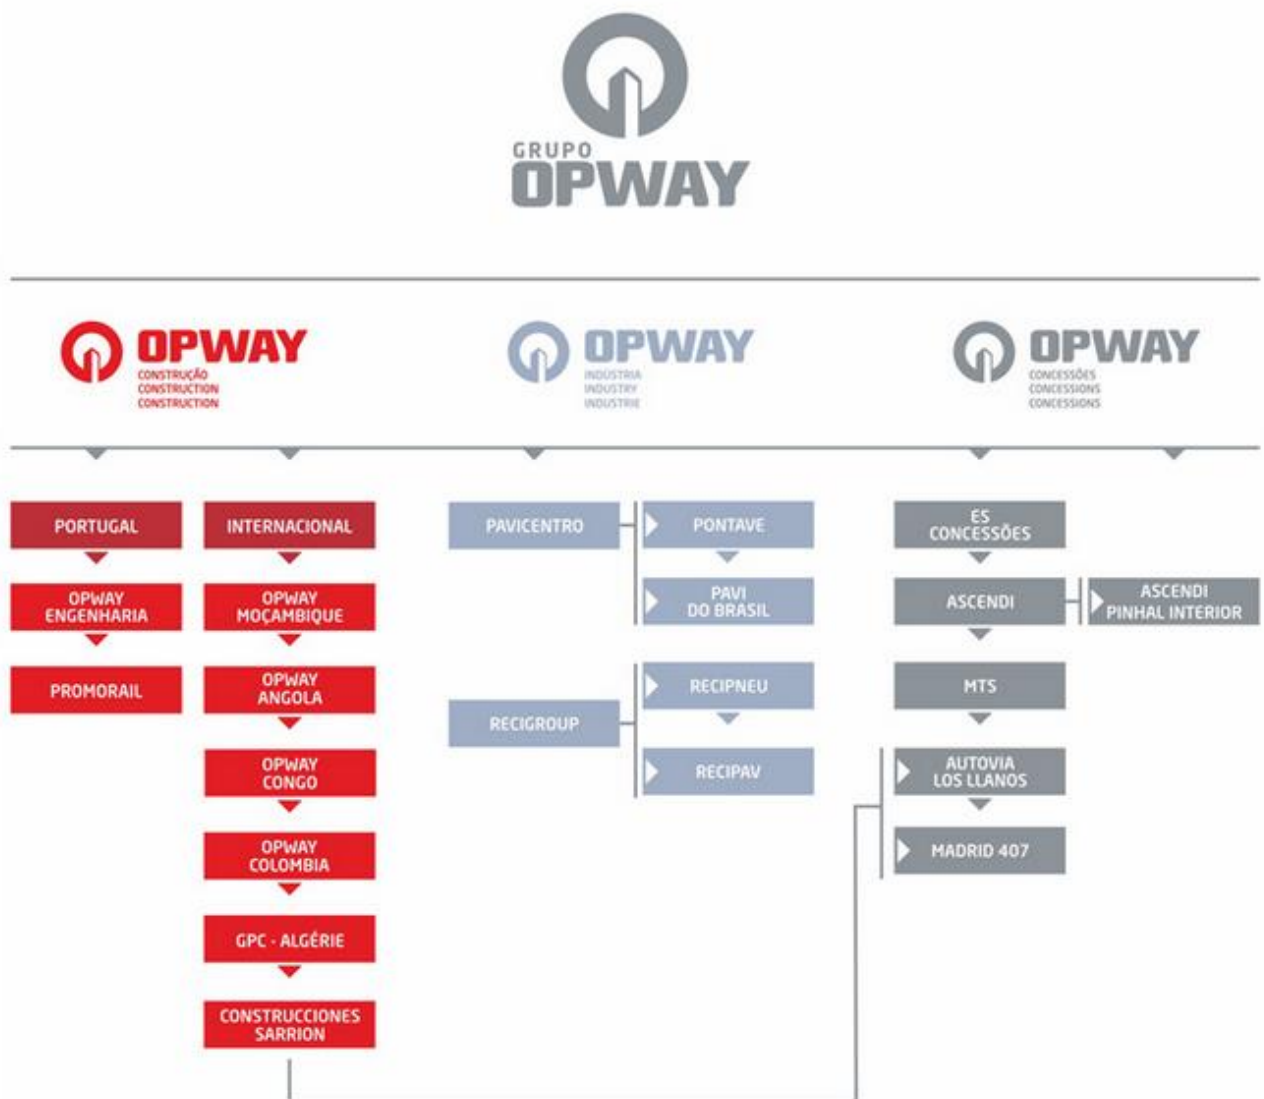 GRUPO
OPWAY
OPWAY
CONSTRUÇÃO
CONSTRUCTION
CONSTRUCTION
OPWAY
INDÚSTRIA
INDUSTRY
INDUSTRIE
OPWAY
CONCESSÕES
CONCESSIONS
CONCESSIONS
PORTUGAL
OPWAY
ENGENHARIA
PROMORAIL
INTERNACIONAL
OPWAY
MOÇAMBIQUE
OPWAY
ANGOLA
OPWAY
CONGO
OPWAY
COLOMBIA
GPC - ALGÉRIE
CONSTRUCCIONES
SARRION
PAVICENTRO
PONTAVE
PAVI
DO BRASIL
RECIGROUP
RECIPNEU
RECIPAV
ES
CONCESSÕES
ASCENDI
ASCENDI
PINHAL INTERIOR
MTS
AUTOVIA
LOS LLANOS
MADRID 407